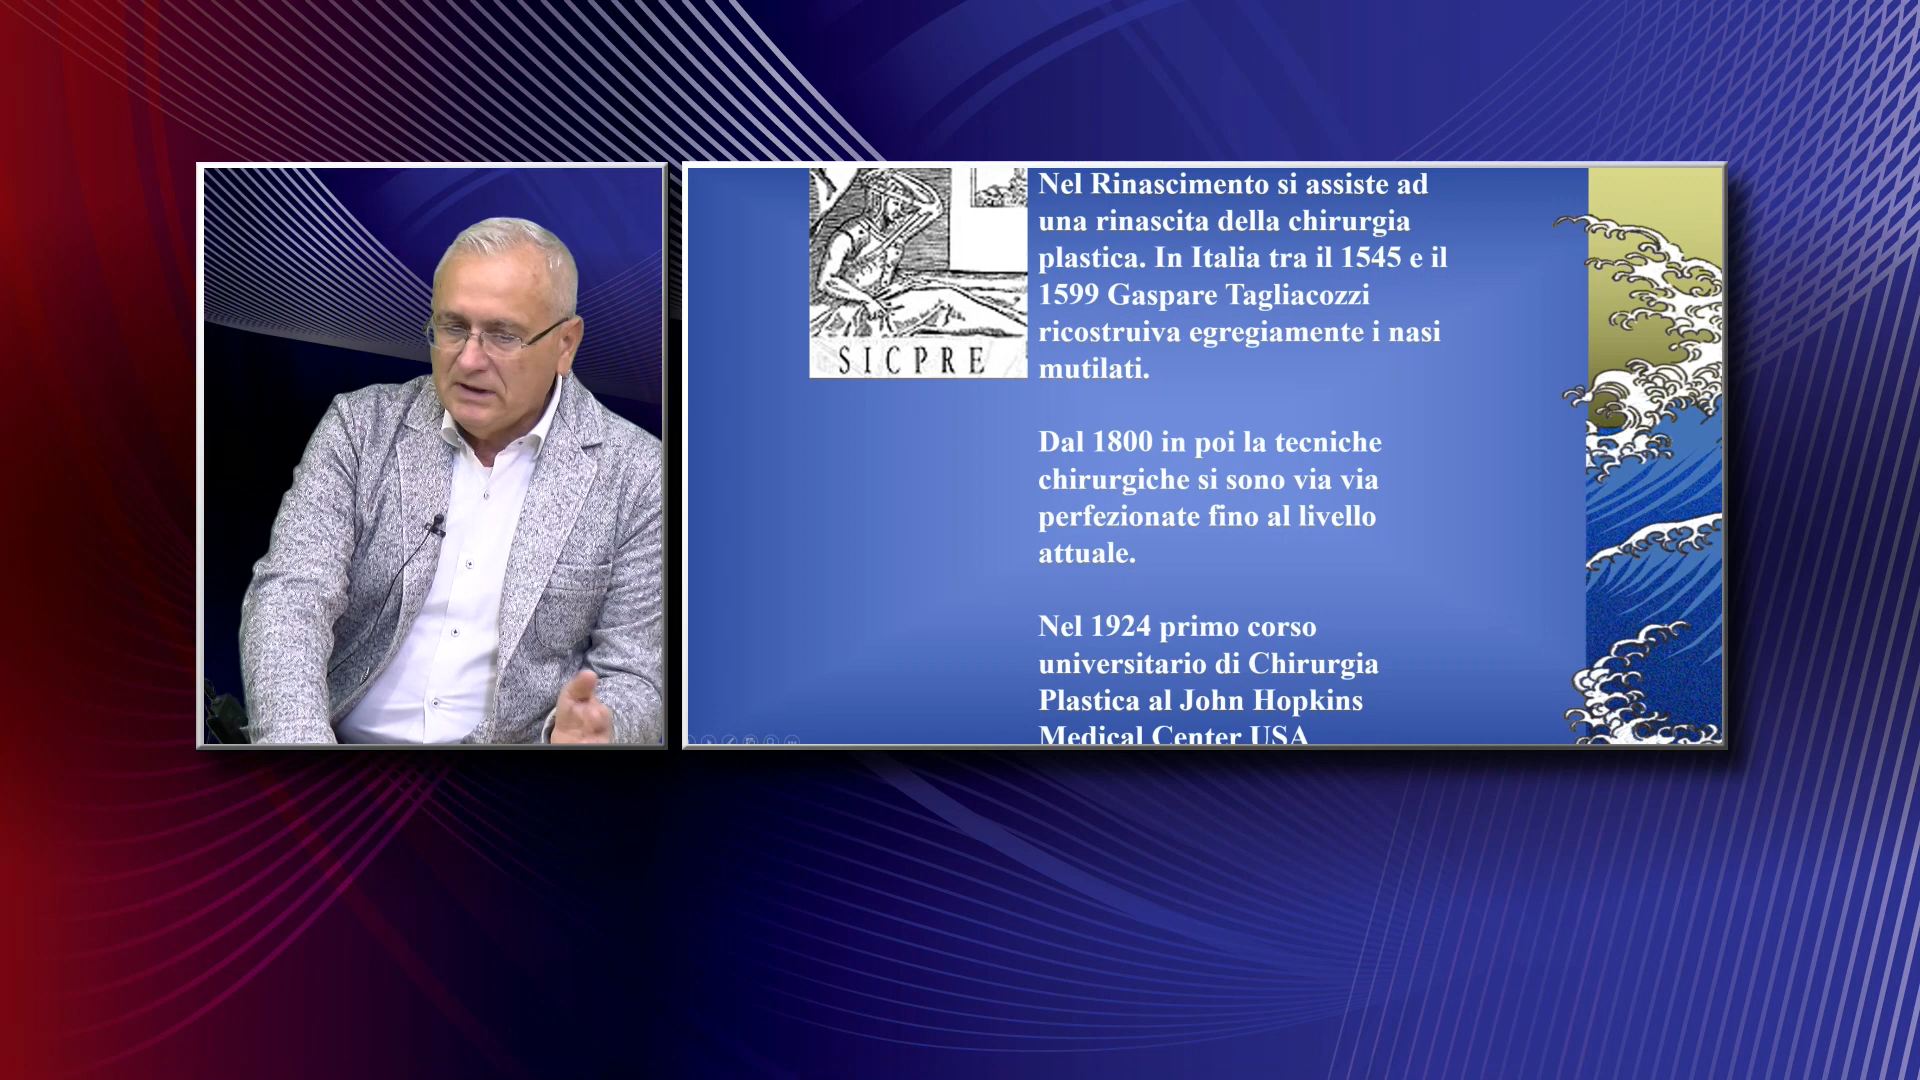 SICPRE
Nel Rinascimento si assiste ad
una rinascita della chirurgia
plastica. In Italia tra il 1545 e il
1599 Gaspare Tagliacozzi
ricostruiva egregiamente i nasi
mutilati.
Dal 1800 in poi la tecniche
chirurgiche si sono via via
perfezionate fino al livello
attuale.
Nel 1924 primo corso
universitario di Chirurgia
Plastica al John Hopkins
Medical Center USA